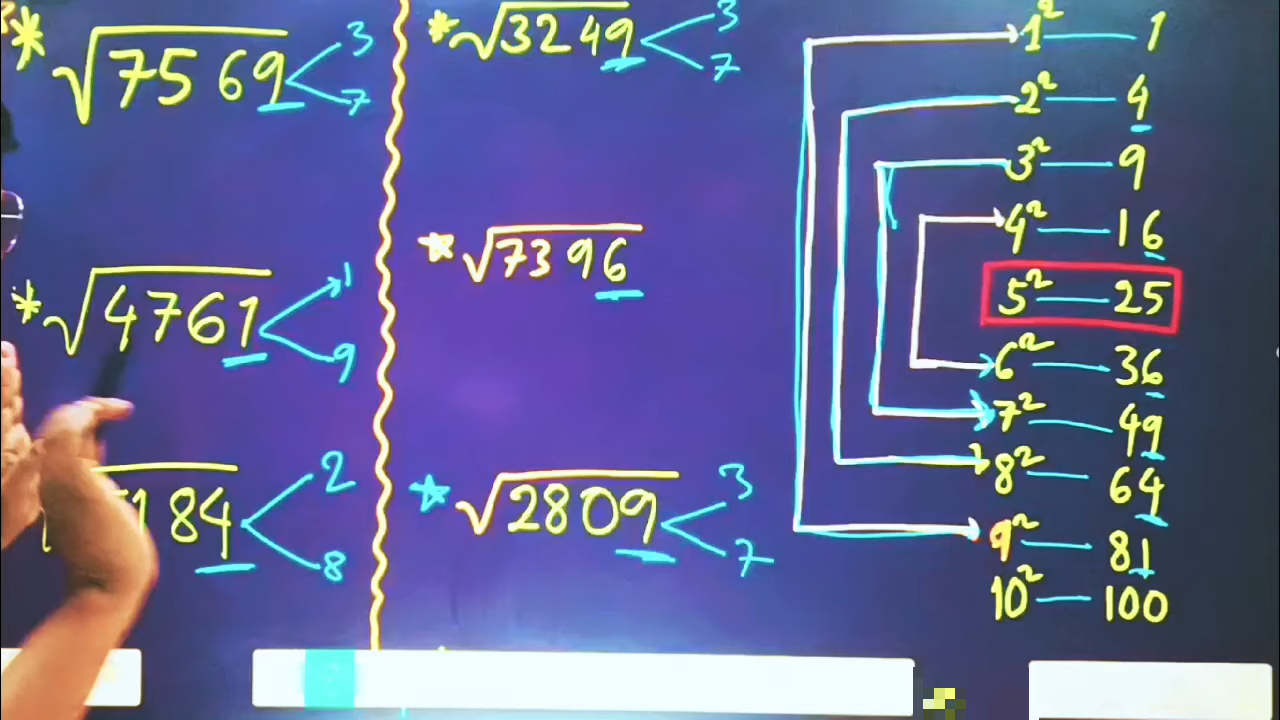 * √7569 < 3
7
* √4761 < 1
9
184 < 2
8
* √3249 < 3
7
* √7396
* √2809 < 3
7
1² — 1
2² — 4
3² — 9
4² — 16
5² — 25
6² — 36
7² — 49
8² — 64
9² — 81
10² — 100